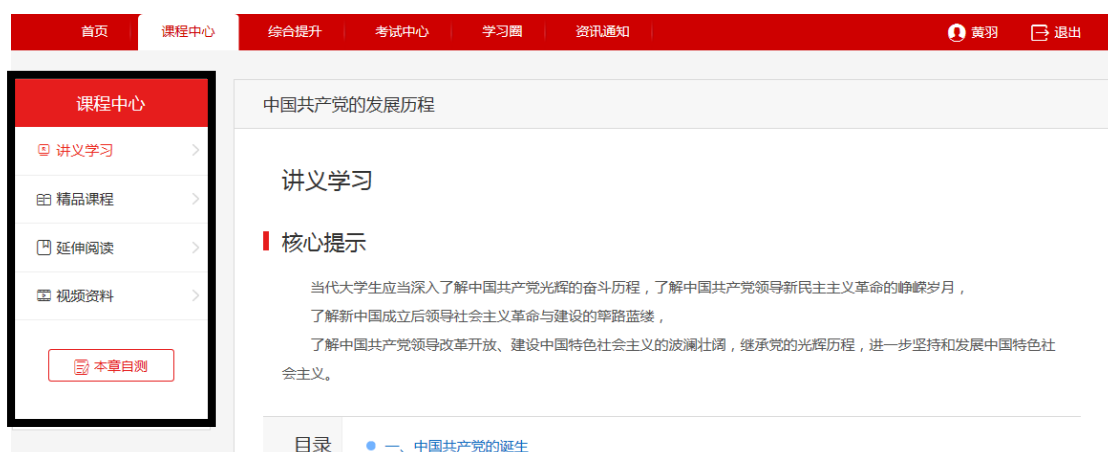 首页 课程中心 综合提升 考试中心 学习圈 资讯通知 黄羽 退出
课程中心
讲义学习
精品课程
延伸阅读
视频资料
本章自测
中国共产党的发展历程
讲义学习
核心提示
当代大学生应当深入了解中国共产党光辉的奋斗历程，了解中国共产党领导新民主主义革命的峥嵘岁月，
了解新中国成立后领导社会主义革命与建设的筚路蓝缕，
了解中国共产党领导改革开放、建设中国特色社会主义的波澜壮阔，继承党的光辉历程，进一步坚持和发展中国特色社
会主义。
目录 一、中国共产党的诞生